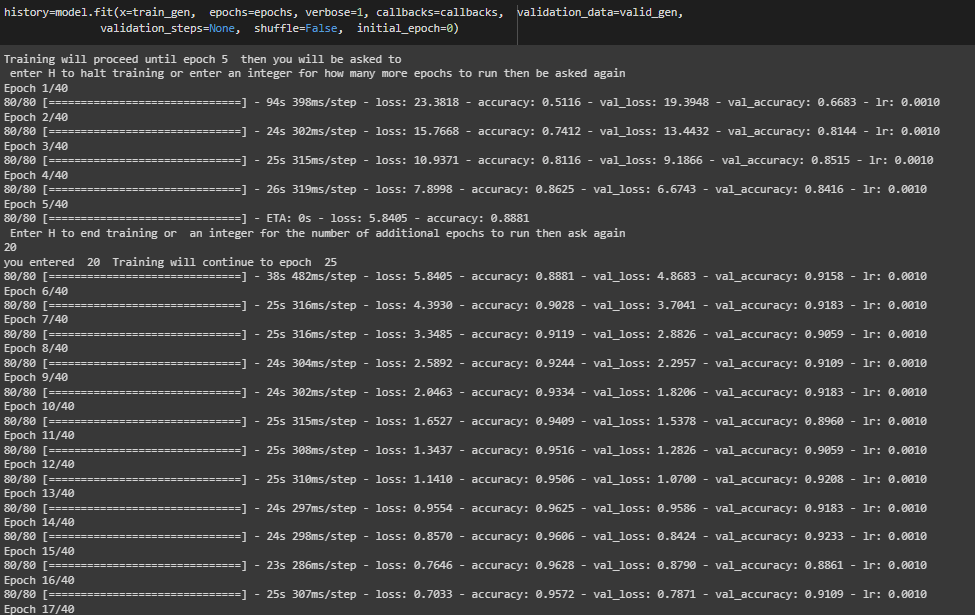 history=model.fit(x=train_gen,  epochs=epochs, verbose=1, callbacks=callbacks,  validation_data=valid_gen,
validation_steps=None,  shuffle=False,  initial_epoch=0)
Training will proceed until epoch 5  then you will be asked to
enter H to halt training or enter an integer for how many more epochs to run then be asked again
Epoch 1/40
80/80 [==============================] - 94s 398ms/step - loss: 23.3818 - accuracy: 0.5116 - val_loss: 19.3948 - val_accuracy: 0.6683 - lr: 0.0010
Epoch 2/40
80/80 [==============================] - 24s 302ms/step - loss: 15.7668 - accuracy: 0.7412 - val_loss: 13.4432 - val_accuracy: 0.8144 - lr: 0.0010
Epoch 3/40
80/80 [==============================] - 25s 315ms/step - loss: 10.9371 - accuracy: 0.8116 - val_loss: 9.1866 - val_accuracy: 0.8515 - lr: 0.0010
Epoch 4/40
80/80 [==============================] - 26s 319ms/step - loss: 7.8998 - accuracy: 0.8625 - val_loss: 6.6743 - val_accuracy: 0.8416 - lr: 0.0010
Epoch 5/40
80/80 [==============================] - ETA: 0s - loss: 5.8405 - accuracy: 0.8881
Enter H to end training or  an integer for the number of additional epochs to run then ask again
20
you entered  20  Training will continue to epoch  25
80/80 [==============================] - 38s 482ms/step - loss: 5.8405 - accuracy: 0.8881 - val_loss: 4.8683 - val_accuracy: 0.9158 - lr: 0.0010
Epoch 6/40
80/80 [==============================] - 25s 316ms/step - loss: 4.3930 - accuracy: 0.9028 - val_loss: 3.7041 - val_accuracy: 0.9183 - lr: 0.0010
Epoch 7/40
80/80 [==============================] - 25s 316ms/step - loss: 3.3485 - accuracy: 0.9119 - val_loss: 2.8826 - val_accuracy: 0.9059 - lr: 0.0010
Epoch 8/40
80/80 [==============================] - 24s 304ms/step - loss: 2.5892 - accuracy: 0.9244 - val_loss: 2.2957 - val_accuracy: 0.9109 - lr: 0.0010
Epoch 9/40
80/80 [==============================] - 24s 302ms/step - loss: 2.0463 - accuracy: 0.9334 - val_loss: 1.8206 - val_accuracy: 0.9183 - lr: 0.0010
Epoch 10/40
80/80 [==============================] - 25s 315ms/step - loss: 1.6527 - accuracy: 0.9409 - val_loss: 1.5378 - val_accuracy: 0.8960 - lr: 0.0010
Epoch 11/40
80/80 [==============================] - 25s 308ms/step - loss: 1.3437 - accuracy: 0.9516 - val_loss: 1.2826 - val_accuracy: 0.9059 - lr: 0.0010
Epoch 12/40
80/80 [==============================] - 25s 310ms/step - loss: 1.1410 - accuracy: 0.9506 - val_loss: 1.0700 - val_accuracy: 0.9208 - lr: 0.0010
Epoch 13/40
80/80 [==============================] - 24s 297ms/step - loss: 0.9554 - accuracy: 0.9625 - val_loss: 0.9586 - val_accuracy: 0.9183 - lr: 0.0010
Epoch 14/40
80/80 [==============================] - 24s 298ms/step - loss: 0.8570 - accuracy: 0.9606 - val_loss: 0.8424 - val_accuracy: 0.9233 - lr: 0.0010
Epoch 15/40
80/80 [==============================] - 23s 286ms/step - loss: 0.7646 - accuracy: 0.9628 - val_loss: 0.8790 - val_accuracy: 0.8861 - lr: 0.0010
Epoch 16/40
80/80 [==============================] - 25s 307ms/step - loss: 0.7033 - accuracy: 0.9572 - val_loss: 0.7871 - val_accuracy: 0.9109 - lr: 0.0010
Epoch 17/40